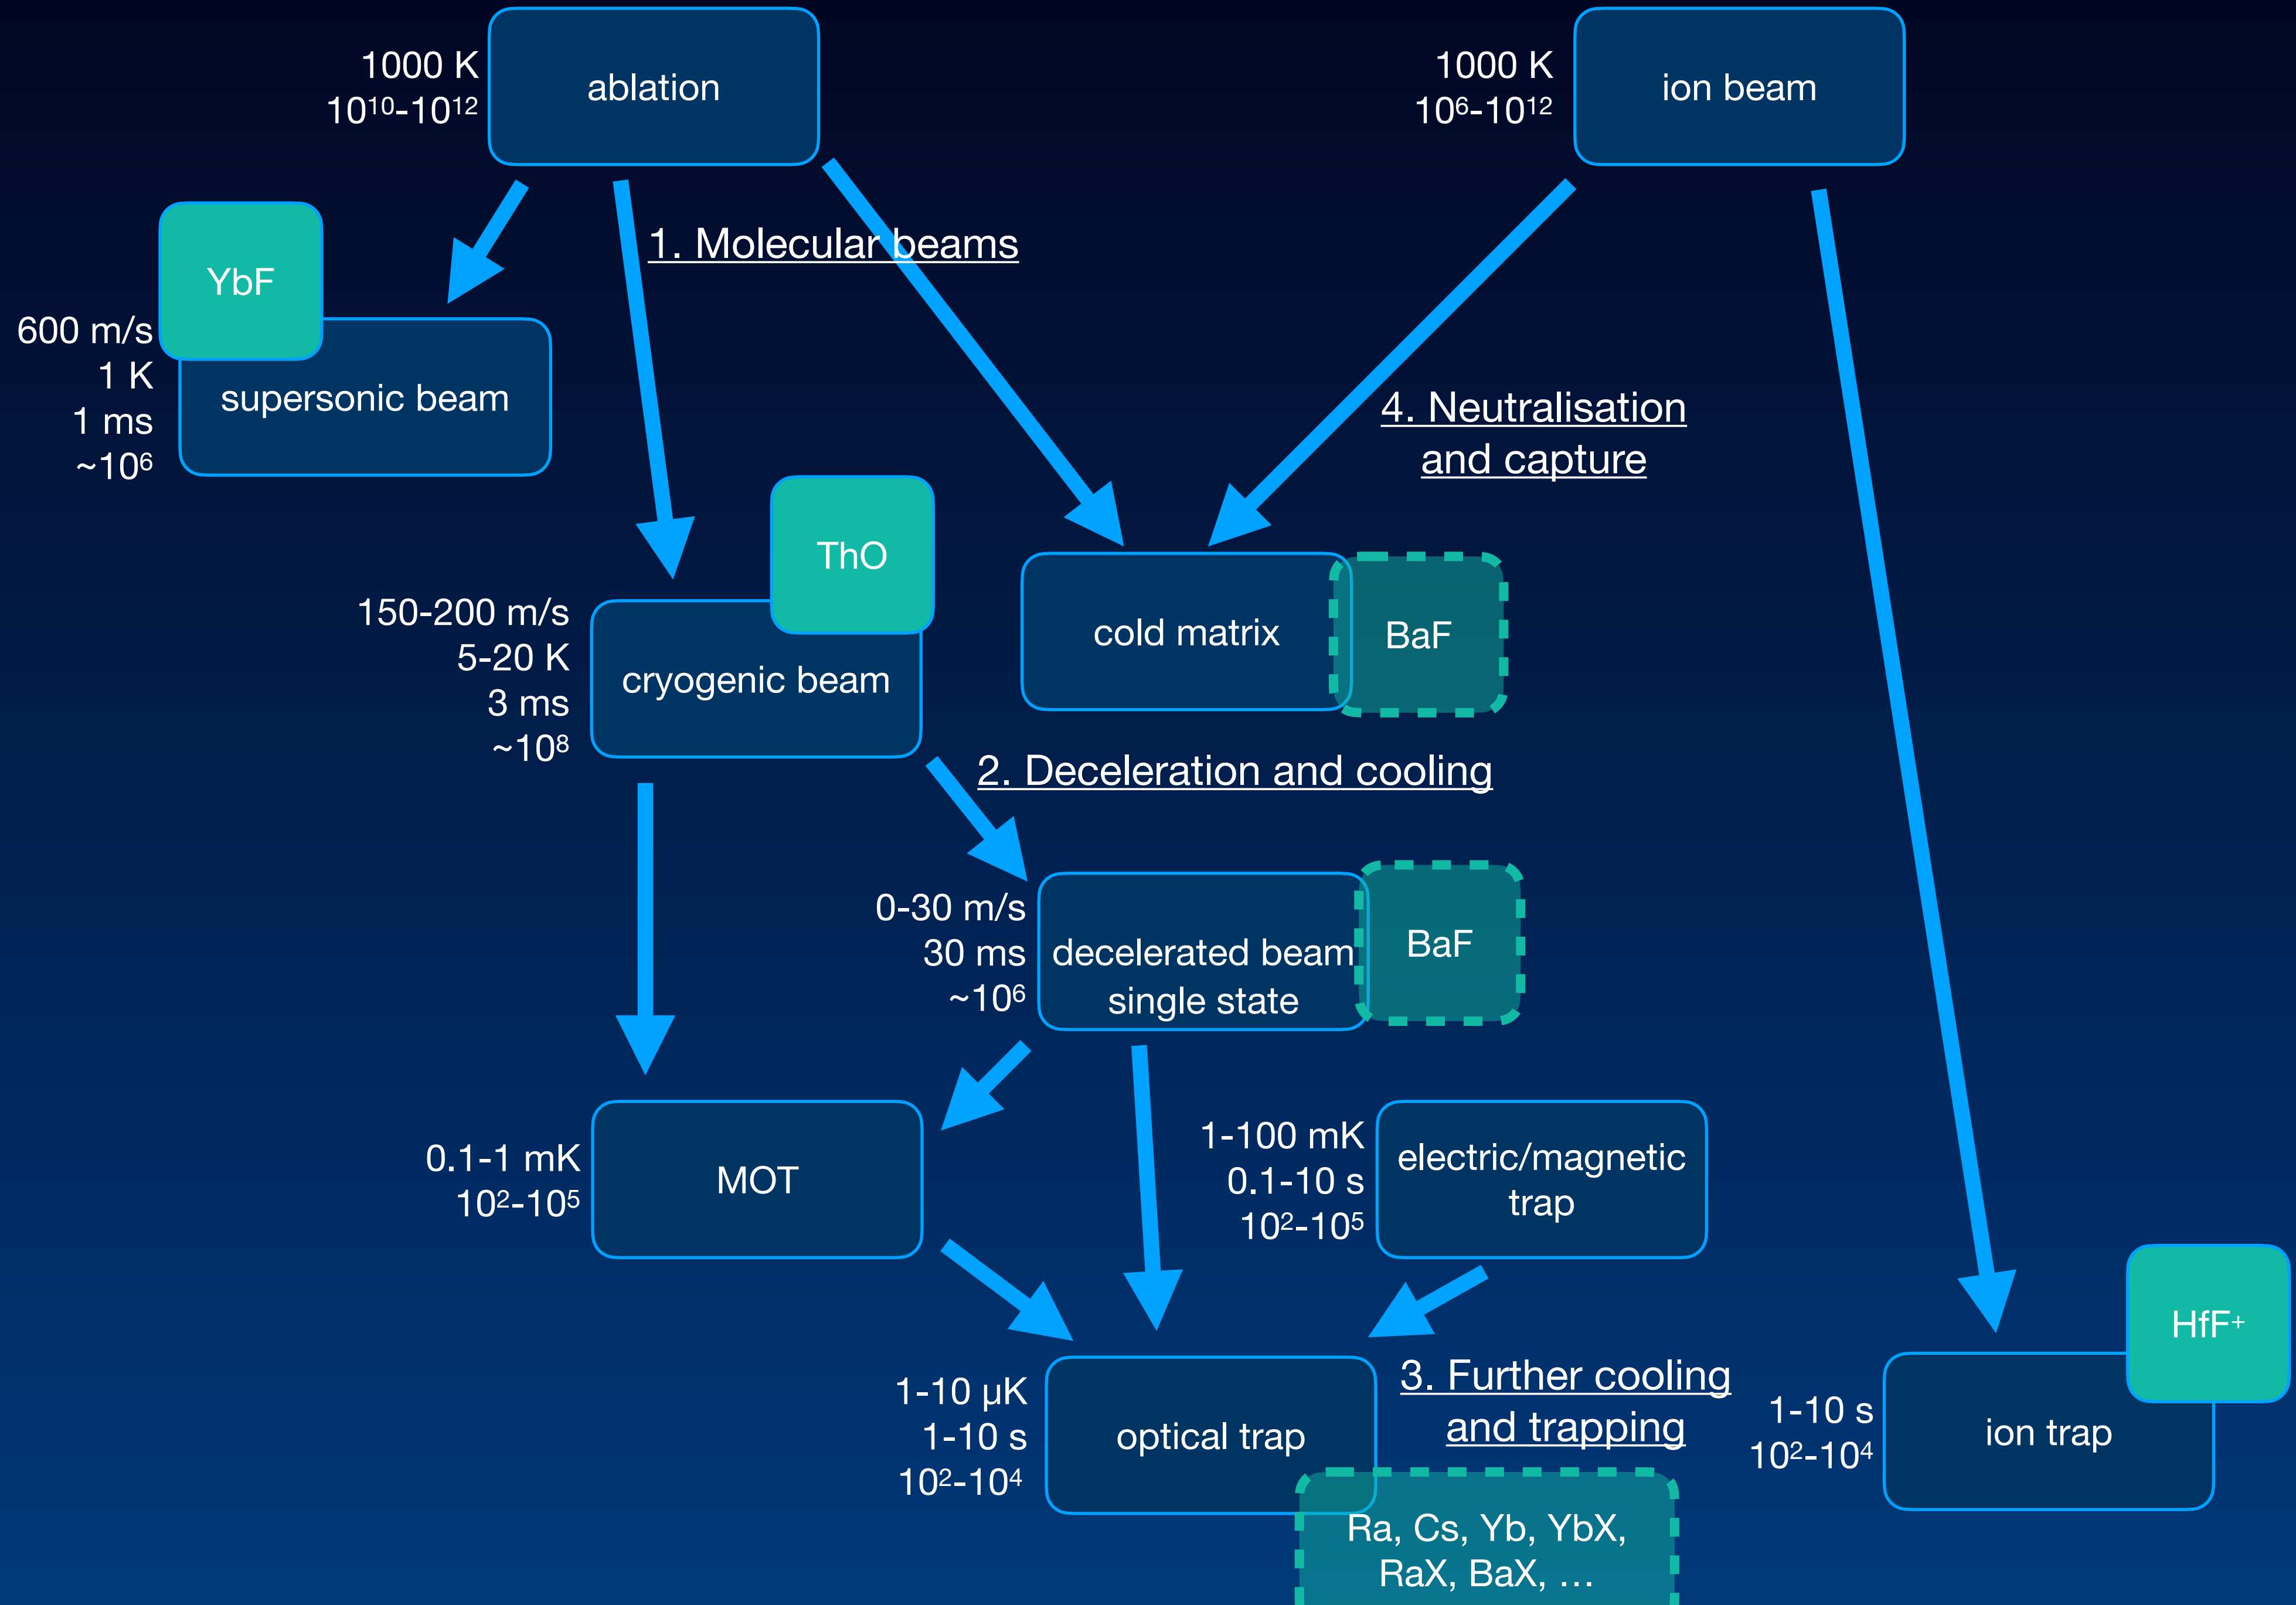 1000 K
10¹⁰-10¹²
ablation
1000 K
10⁶-10¹²
ion beam
1. Molecular beams
YbF
600 m/s
1 K
1 ms
~10⁶
supersonic beam
4. Neutralisation
and capture
ThO
150-200 m/s
5-20 K
3 ms
~10⁸
cryogenic beam
cold matrix
BaF
2. Deceleration and cooling
0-30 m/s
30 ms
~10⁶
decelerated beam
single state
BaF
0.1-1 mK
10²-10⁵
MOT
1-100 mK
0.1-10 s
10²-10⁵
electric/magnetic
trap
1-10 µK
1-10 s
10²-10⁴
optical trap
3. Further cooling
and trapping
Ra, Cs, Yb, YbX,
RaX, BaX, …
1-10 s
10²-10⁴
ion trap
HfF⁺